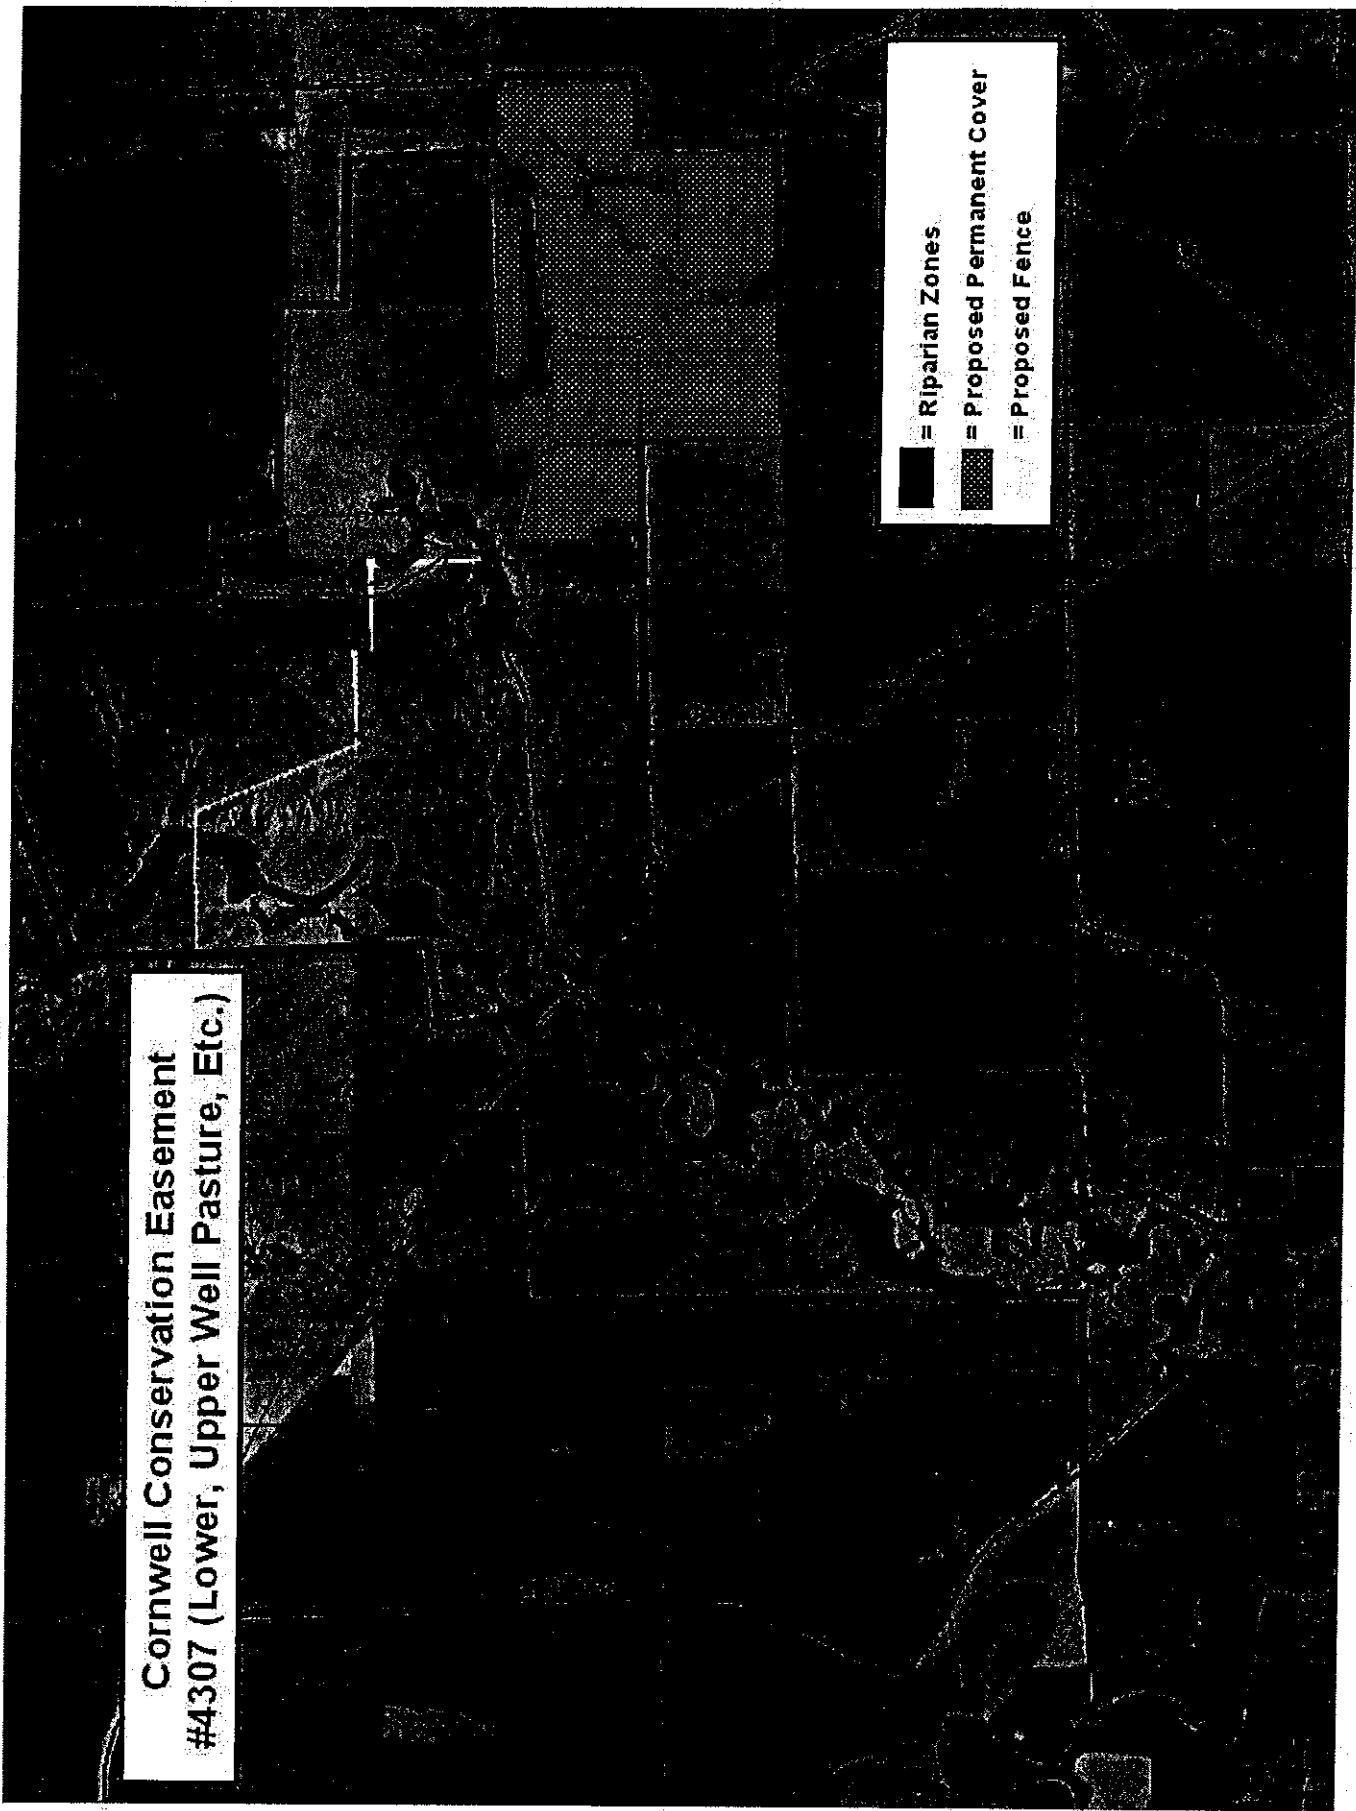 Cornwell Conservation Easement
#4307 (Lower, Upper Well Pasture, Etc.)
= Riparian Zones
= Proposed Permanent Cover
= Proposed Fence